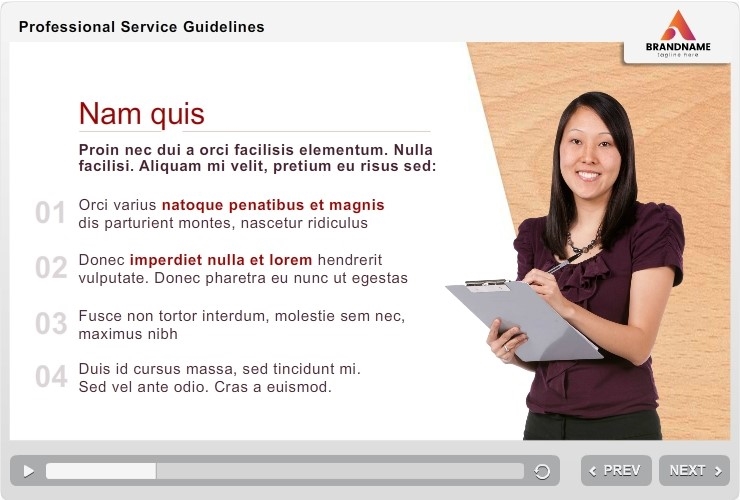 Professional Service Guidelines
BRANDNAME
tagline here
Nam quis
Proin nec dui a orci facilisis elementum. Nulla
facilisi. Aliquam mi velit, pretium eu risus sed:
01 Orci varius natoque penatibus et magnis
dis parturient montes, nascetur ridiculus
02 Donec imperdiet nulla et lorem hendrerit
vulputate. Donec pharetra eu nunc ut egestas
03 Fusce non tortor interdum, molestie sem nec,
maximus nibh
04 Duis id cursus massa, sed tincidunt mi.
Sed vel ante odio. Cras a euismod.
PREV
NEXT